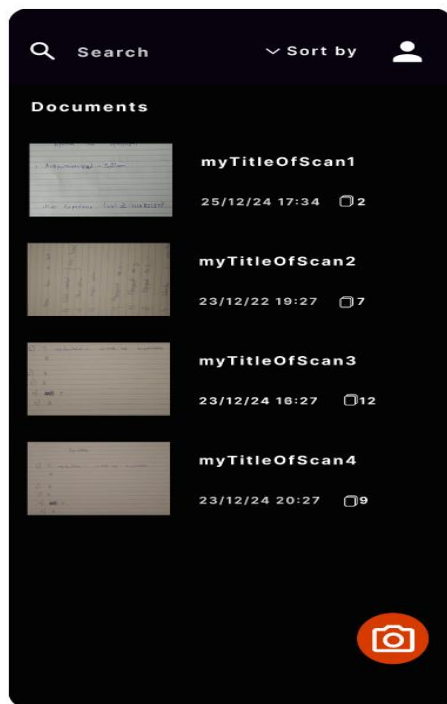 Search
Sort by
Documents
myTitleOfScan1
25/12/24 17:34 2
myTitleOfScan2
23/12/22 19:27 7
myTitleOfScan3
23/12/24 16:27 12
myTitleOfScan4
23/12/24 20:27 9